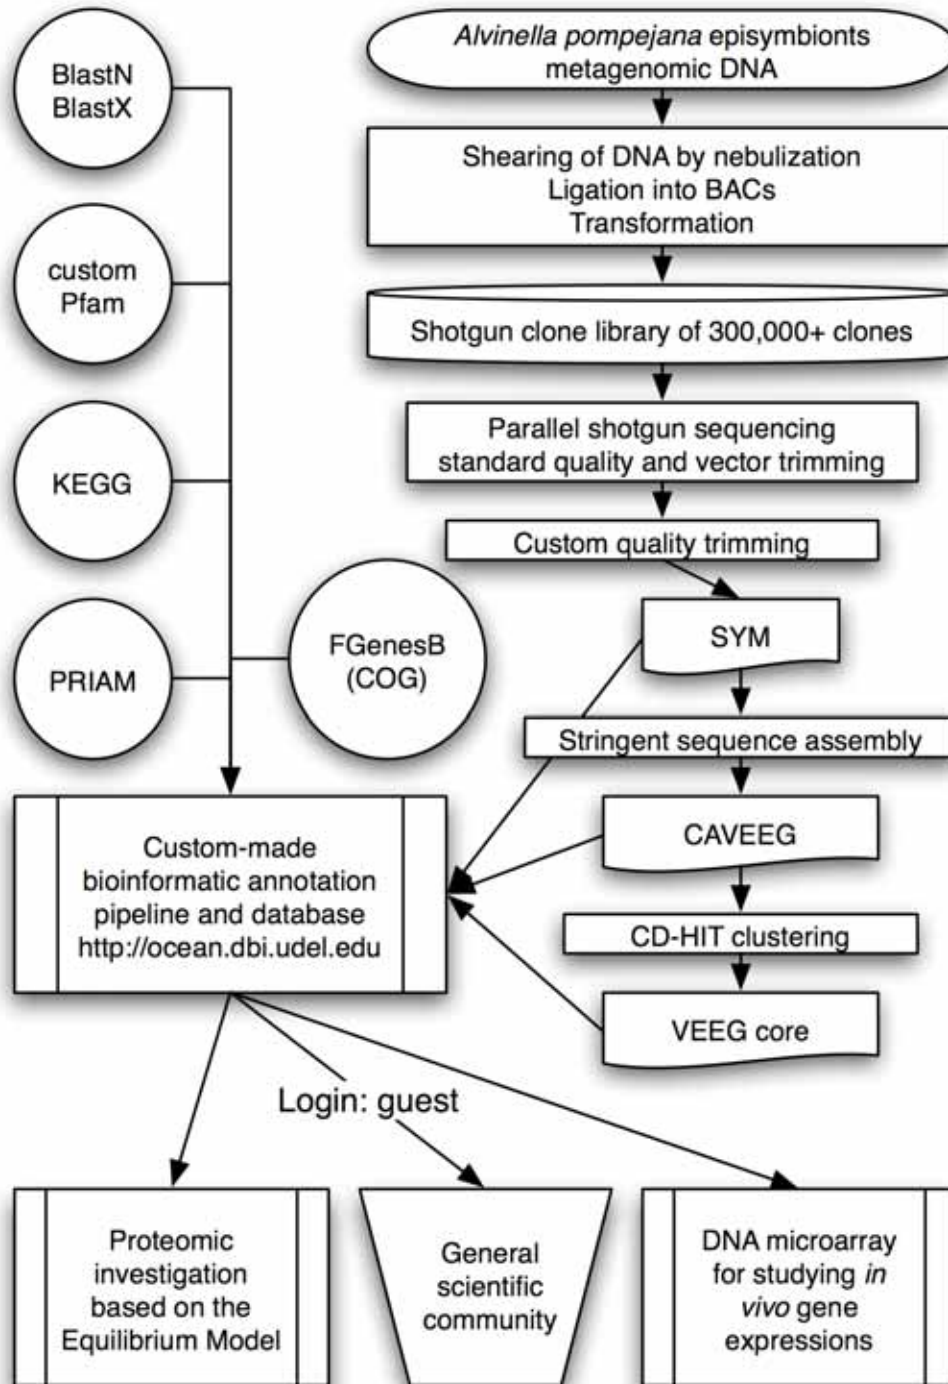 BlastN
BlastX
custom
Pfam
KEGG
PRIAM
FGenesB
(COG)
Alvinella pompejana episymbionts
metagenomic DNA
Shearing of DNA by nebulization
Ligation into BACs
Transformation
Shotgun clone library of 300,000+ clones
Parallel shotgun sequencing
standard quality and vector trimming
Custom quality trimming
SYM
Stringent sequence assembly
CAVEEG
CD-HIT clustering
VEEG core
Custom-made
bioinformatic annotation
pipeline and database
http://ocean.dbi.udel.edu
Login: guest
Proteomic
investigation
based on the
Equilibrium Model
General
scientific
community
DNA microarray
for studying in
vivo gene
expressions